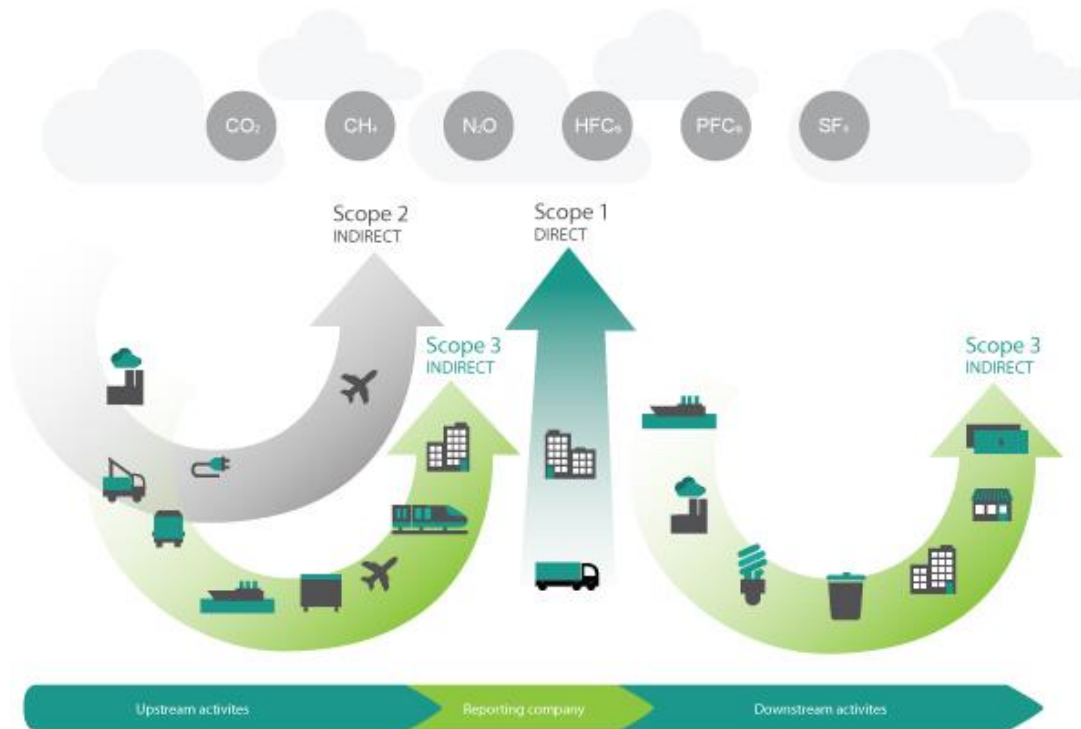 CO₂ CH₄ N₂O HFCₛ PFCₛ SF₆
Scope 2
INDIRECT
Scope 1
DIRECT
Scope 3
INDIRECT
Scope 3
INDIRECT
Upstream activites
Reporting company
Downstream activites